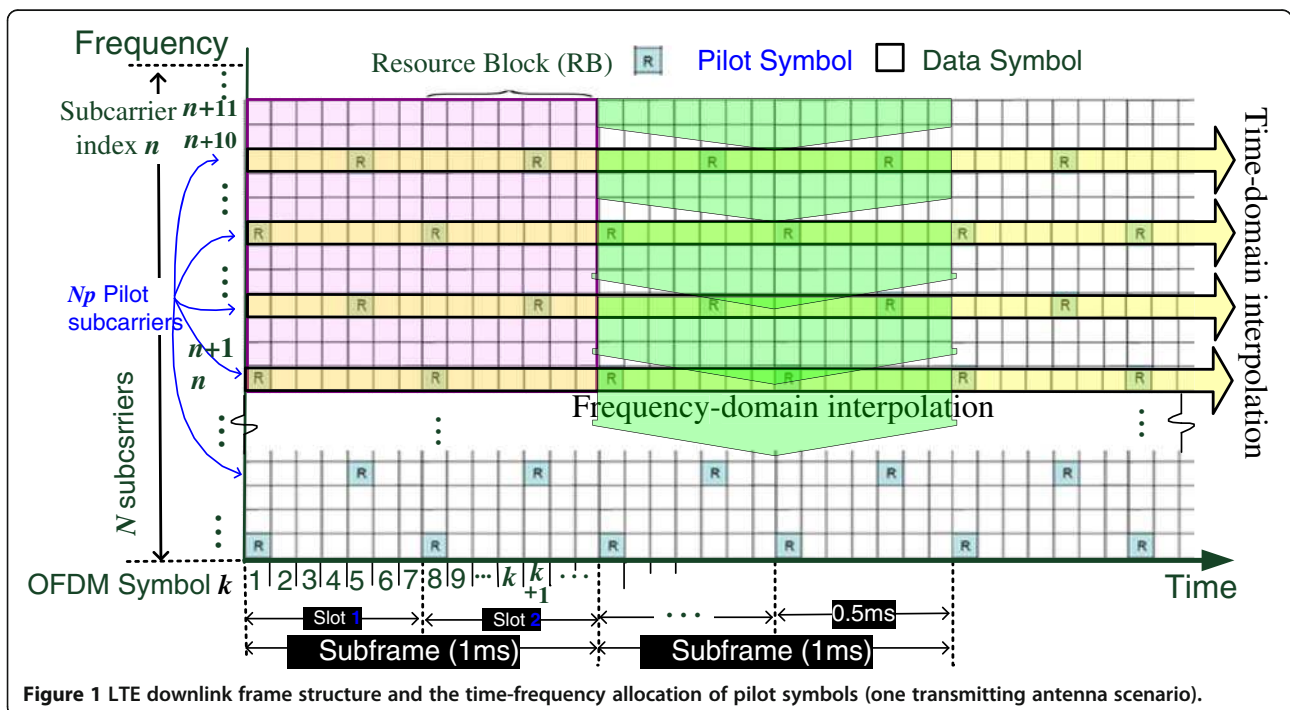 Frequency
Resource Block (RB) R Pilot Symbol Data Symbol
Subcarrier index n
n+11
n+10
R R R R R
R R R R R R
Np Pilot subcarriers
R R R R R
n+1
n
R R R R R R
Frequency-domain interpolation
Time-domain interpolation
N subcsrriers
R R R R R
R R R R R R
OFDM Symbol k 1 2 3 4 5 6 7 8 9 ... k k+1 ... Time
Slot 1 Slot 2 ... 0.5ms
Subframe (1ms) Subframe (1ms)
Figure 1 LTE downlink frame structure and the time-frequency allocation of pilot symbols (one transmitting antenna scenario).